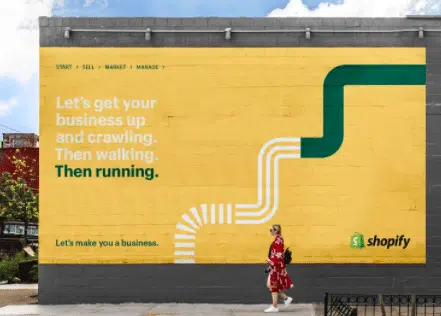 START > SELL > MARKET > MANAGE >
Let's get your
business up
and crawling.
Then walking.
Then running.
Let's make you a business.
shopify